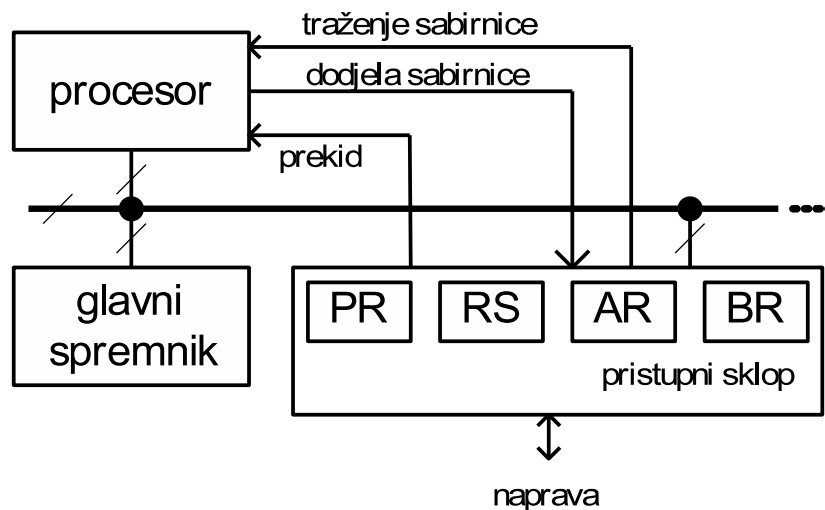 traženje sabirnice
procesor
dodjela sabirnice
prekid
glavni
spremnik
PR RS AR BR
pristupni sklop
naprava